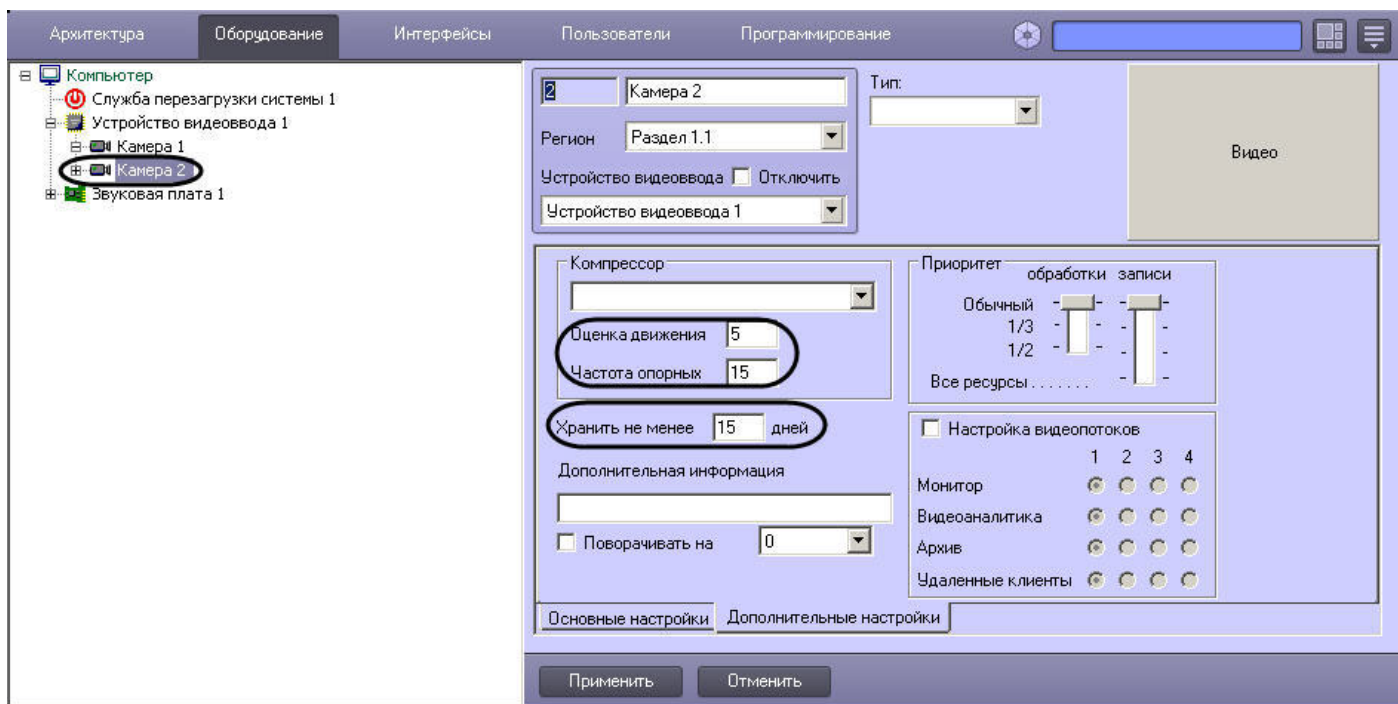 Архитектура Оборудование Интерфейсы Пользователи Программирование
Компьютер
Служба перезагрузки системы 1
Устройство видеоввода 1
Камера 1
Камера 2
Звуковая плата 1
2 Камера 2
Тип:
Регион Раздел 1.1
Устройство видеоввода Отключить
Устройство видеоввода 1
Видео
Компрессор
Оценка движения 5
Частота опорных 15
Хранить не менее 15 дней
Дополнительная информация
Поворачивать на 0
Приоритет обработки записи
Обычный
1/3
1/2
Все ресурсы . . . . . . .
Настройка видеопотоков
1 2 3 4
Монитор
Видеоаналитика
Архив
Удаленные клиенты
Основные настройки Дополнительные настройки
Применить Отменить